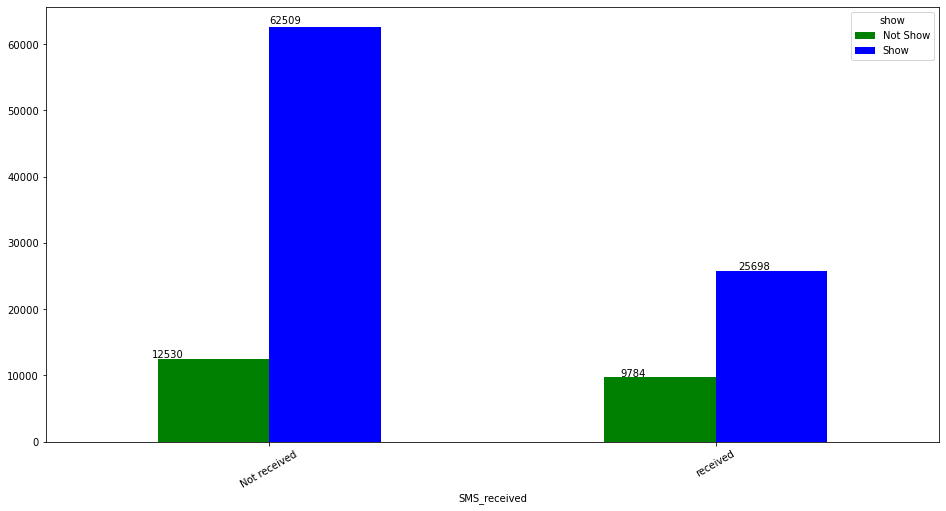 62509
show
Not Show
Show
60000
50000
40000
30000
25698
20000
12530
9784
10000
0
Not received
received
SMS_received